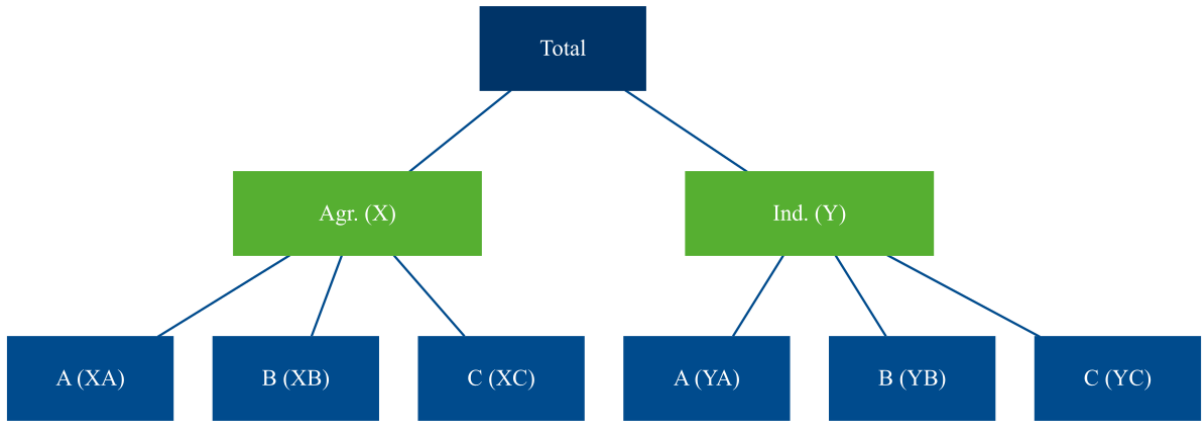 Total
Agr. (X)
Ind. (Y)
A (XA)
B (XB)
C (XC)
A (YA)
B (YB)
C (YC)